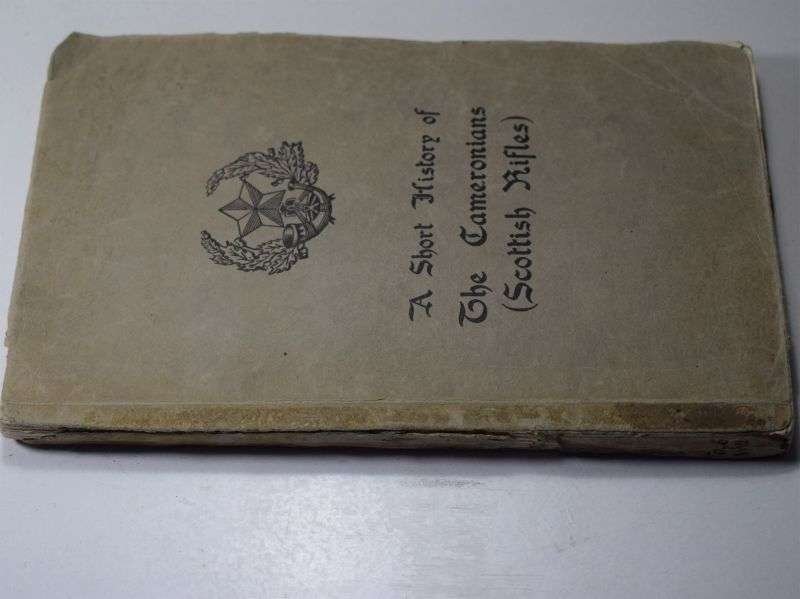 A Short History of
The Cameronians
(Scottish Rifles)